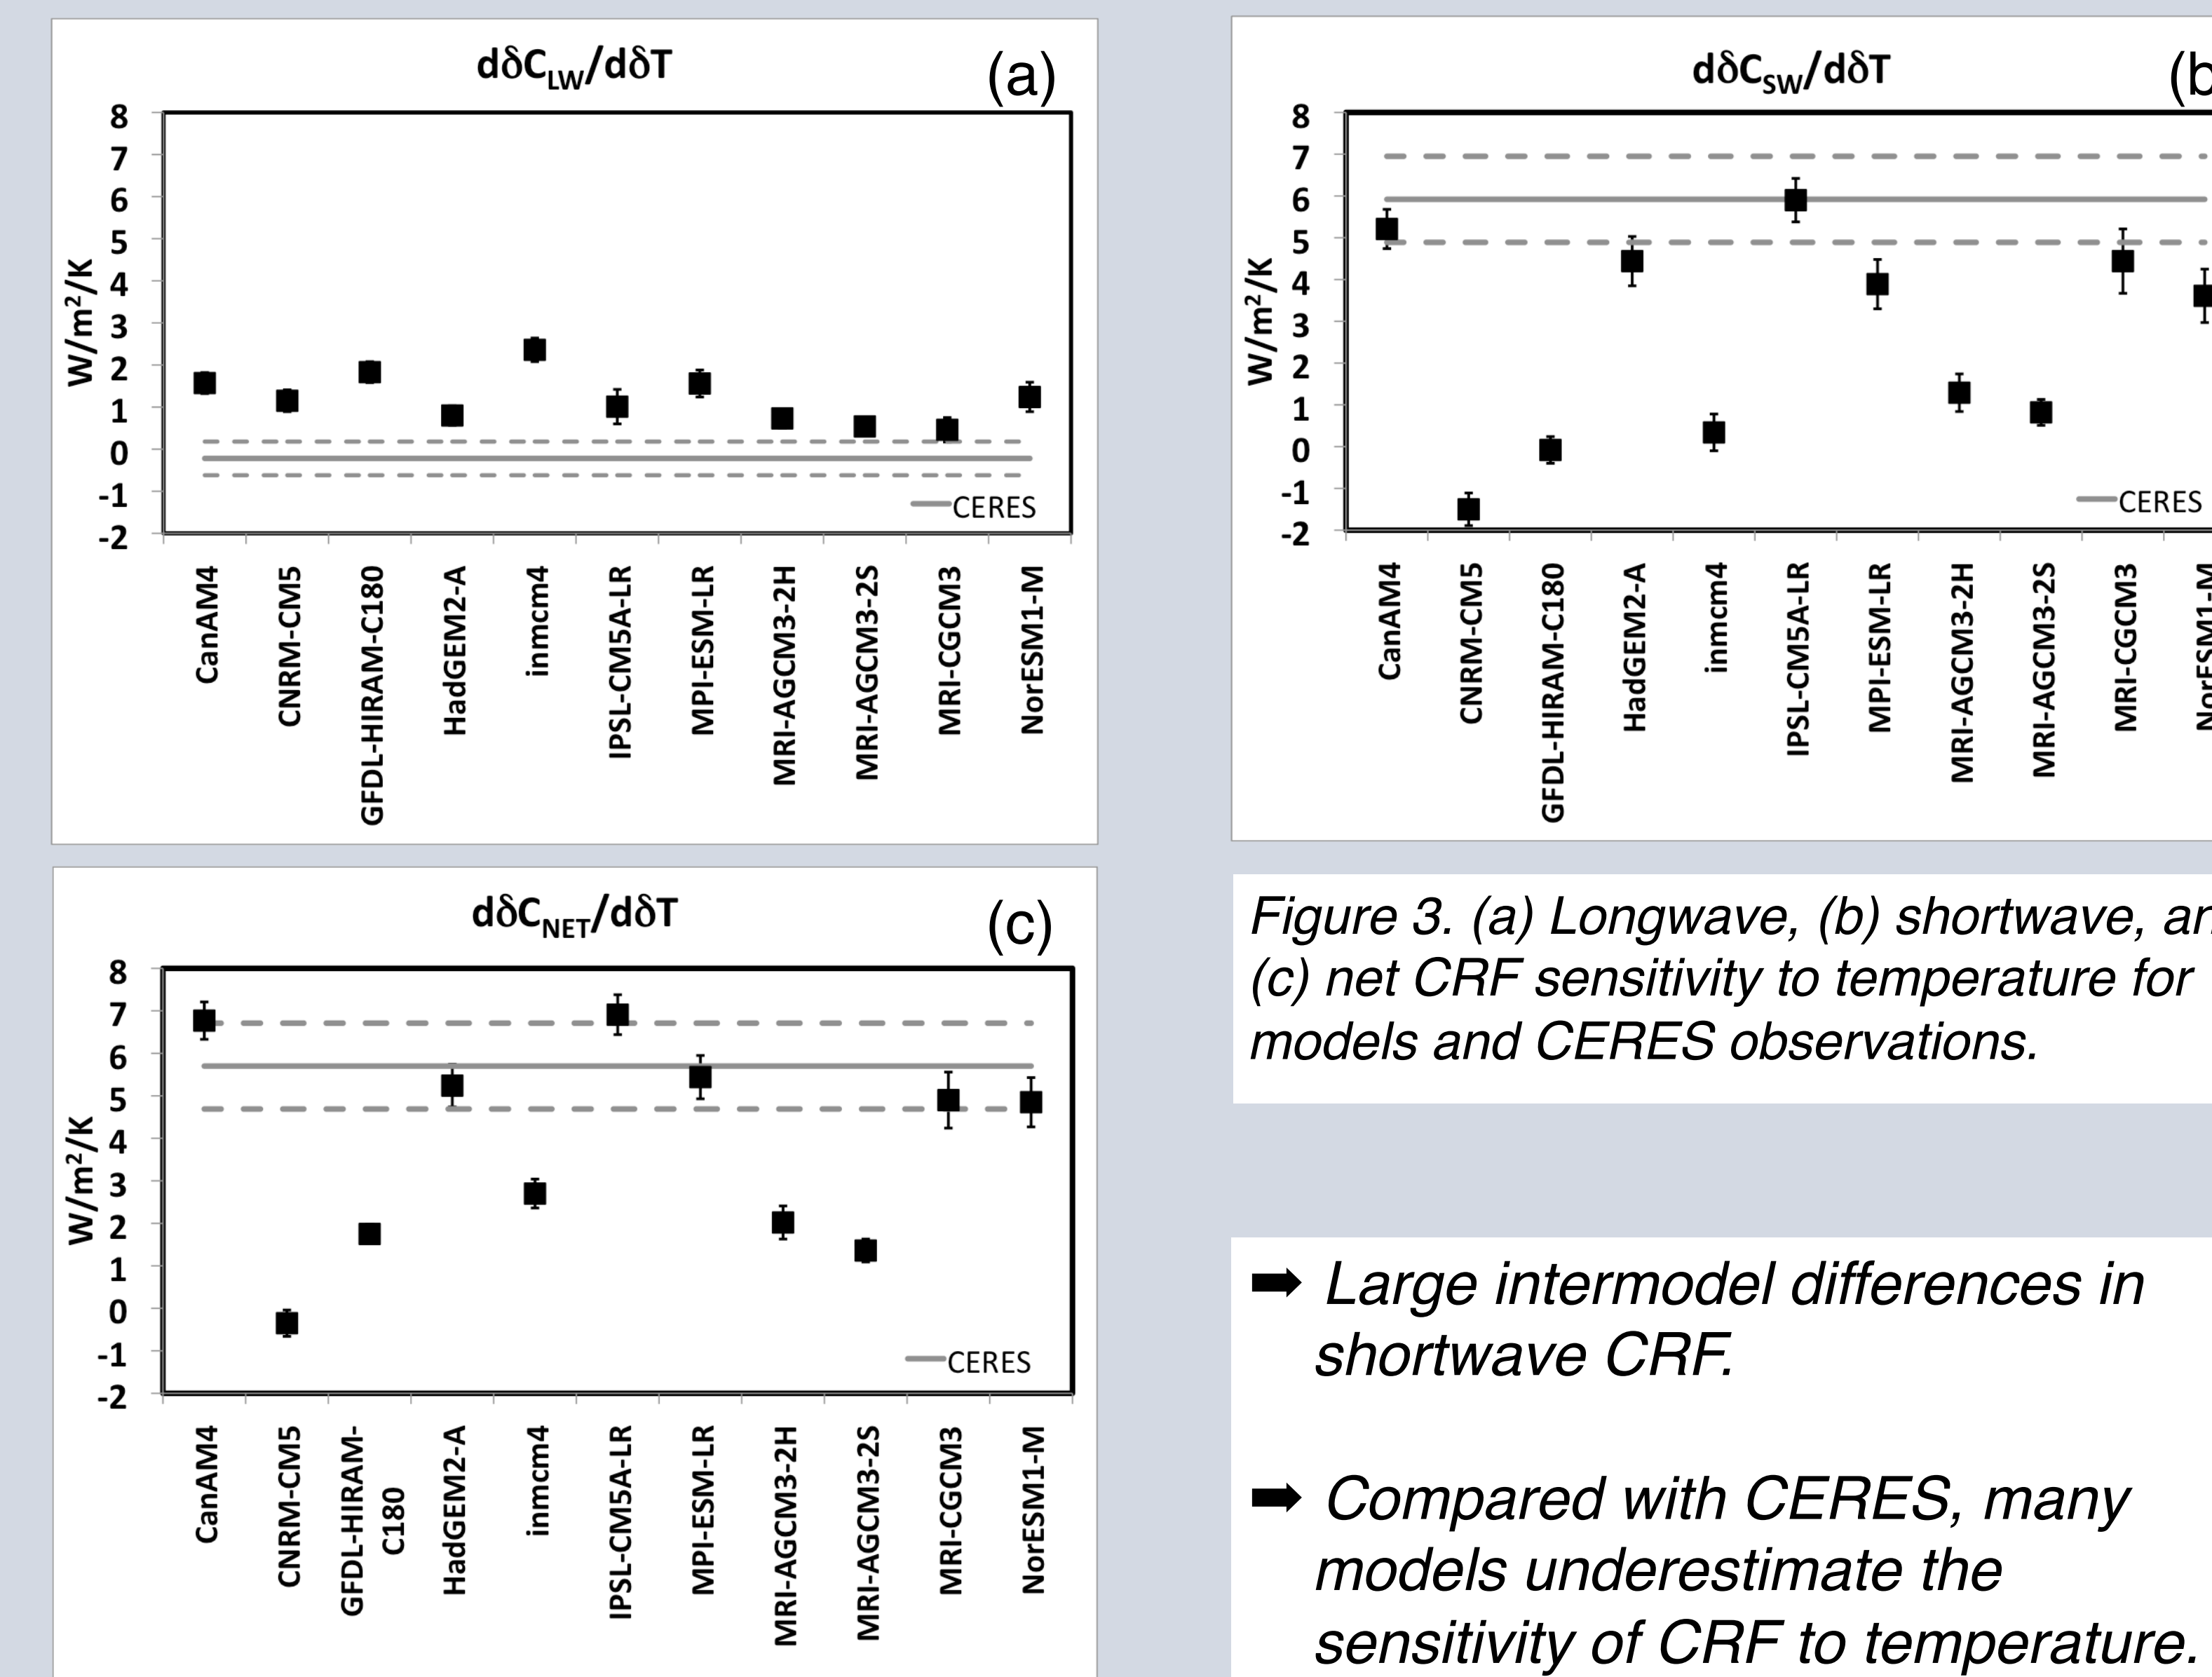 dδC_LW/dδT
(a)
8
7
6
5
4
3
2
1
0
-1
-2
W/m²/K
CERES
CanAM4
CNRM-CM5
GFDL-HIRAM-C180
HadGEM2-A
inmcm4
IPSL-CM5A-LR
MPI-ESM-LR
MRI-AGCM3-2H
MRI-AGCM3-2S
MRI-CGCM3
NorESM1-M
dδC_SW/dδT
(b
8
7
6
5
4
3
2
1
0
-1
-2
W/m²/K
CERES
CanAM4
CNRM-CM5
GFDL-HIRAM-C180
HadGEM2-A
inmcm4
IPSL-CM5A-LR
MPI-ESM-LR
MRI-AGCM3-2H
MRI-AGCM3-2S
MRI-CGCM3
NorESM1-M
dδC_NET/dδT
(c)
8
7
6
5
4
3
2
1
0
-1
-2
W/m²/K
CERES
CanAM4
CNRM-CM5
GFDL-HIRAM-
C180
HadGEM2-A
inmcm4
IPSL-CM5A-LR
MPI-ESM-LR
MRI-AGCM3-2H
MRI-AGCM3-2S
MRI-CGCM3
NorESM1-M
Figure 3. (a) Longwave, (b) shortwave, an
(c) net CRF sensitivity to temperature for
models and CERES observations.
➡ Large intermodel differences in
shortwave CRF.
➡ Compared with CERES, many
models underestimate the
sensitivity of CRF to temperature.